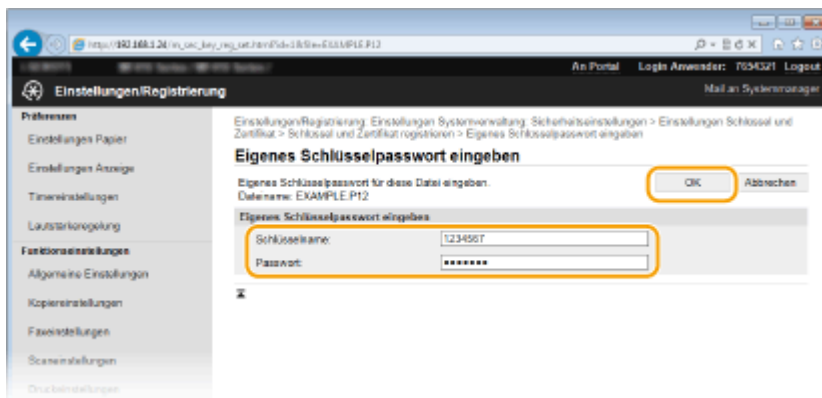 http://192.168.1.24/m_sec_key_reg_set.html?id=1&file=EXAMPLE.P12
An Portal Login Anwender: 7654321 Logout
Einstellungen/Registrierung
Mail an Systemmanager
Präferenzen
Einstellungen Papier
Einstellungen Anzeige
Timereinstellungen
Lautstärkeregelung
Funktionseinstellungen
Allgemeine Einstellungen
Kopiereinstellungen
Faxeinstellungen
Scaneinstellungen
Druckeinstellungen
Einstellungen/Registrierung: Einstellungen Systemverwaltung: Sicherheitseinstellungen > Einstellungen Schlüssel und
Zertifikat > Schlüssel und Zertifikat registrieren > Eigenes Schlüsselpasswort eingeben
Eigenes Schlüsselpasswort eingeben
Eigenes Schlüsselpasswort für diese Datei eingeben.
Dateiname: EXAMPLE.P12
OK Abbrechen
Eigenes Schlüsselpasswort eingeben
Schlüsselname: 1234567
Passwort: •••••••